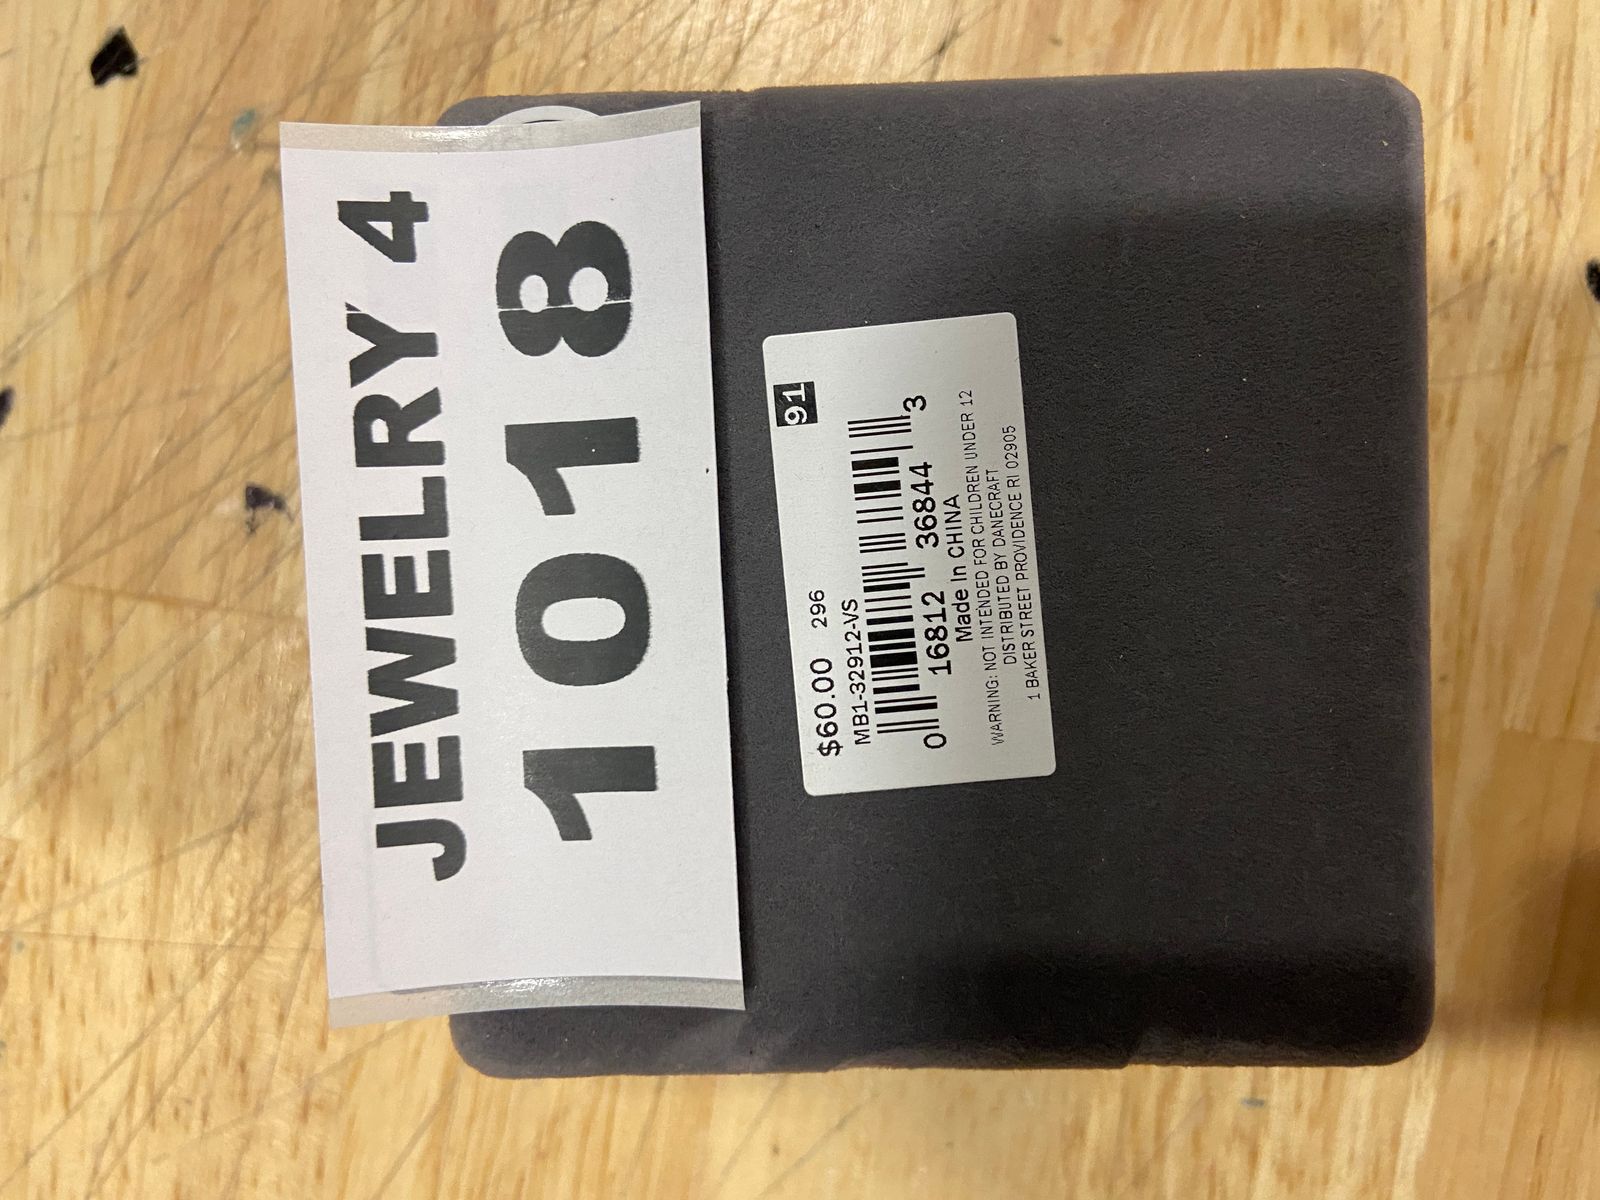 JEWELRY 4
1018
91
$60.00 296
MB1-32912-VS
0 16812 36844 3
Made In CHINA
WARNING: NOT INTENDED FOR CHILDREN UNDER 12
DISTRIBUTED BY DANECRAFT
1 BAKER STREET PROVIDENCE RI 02905